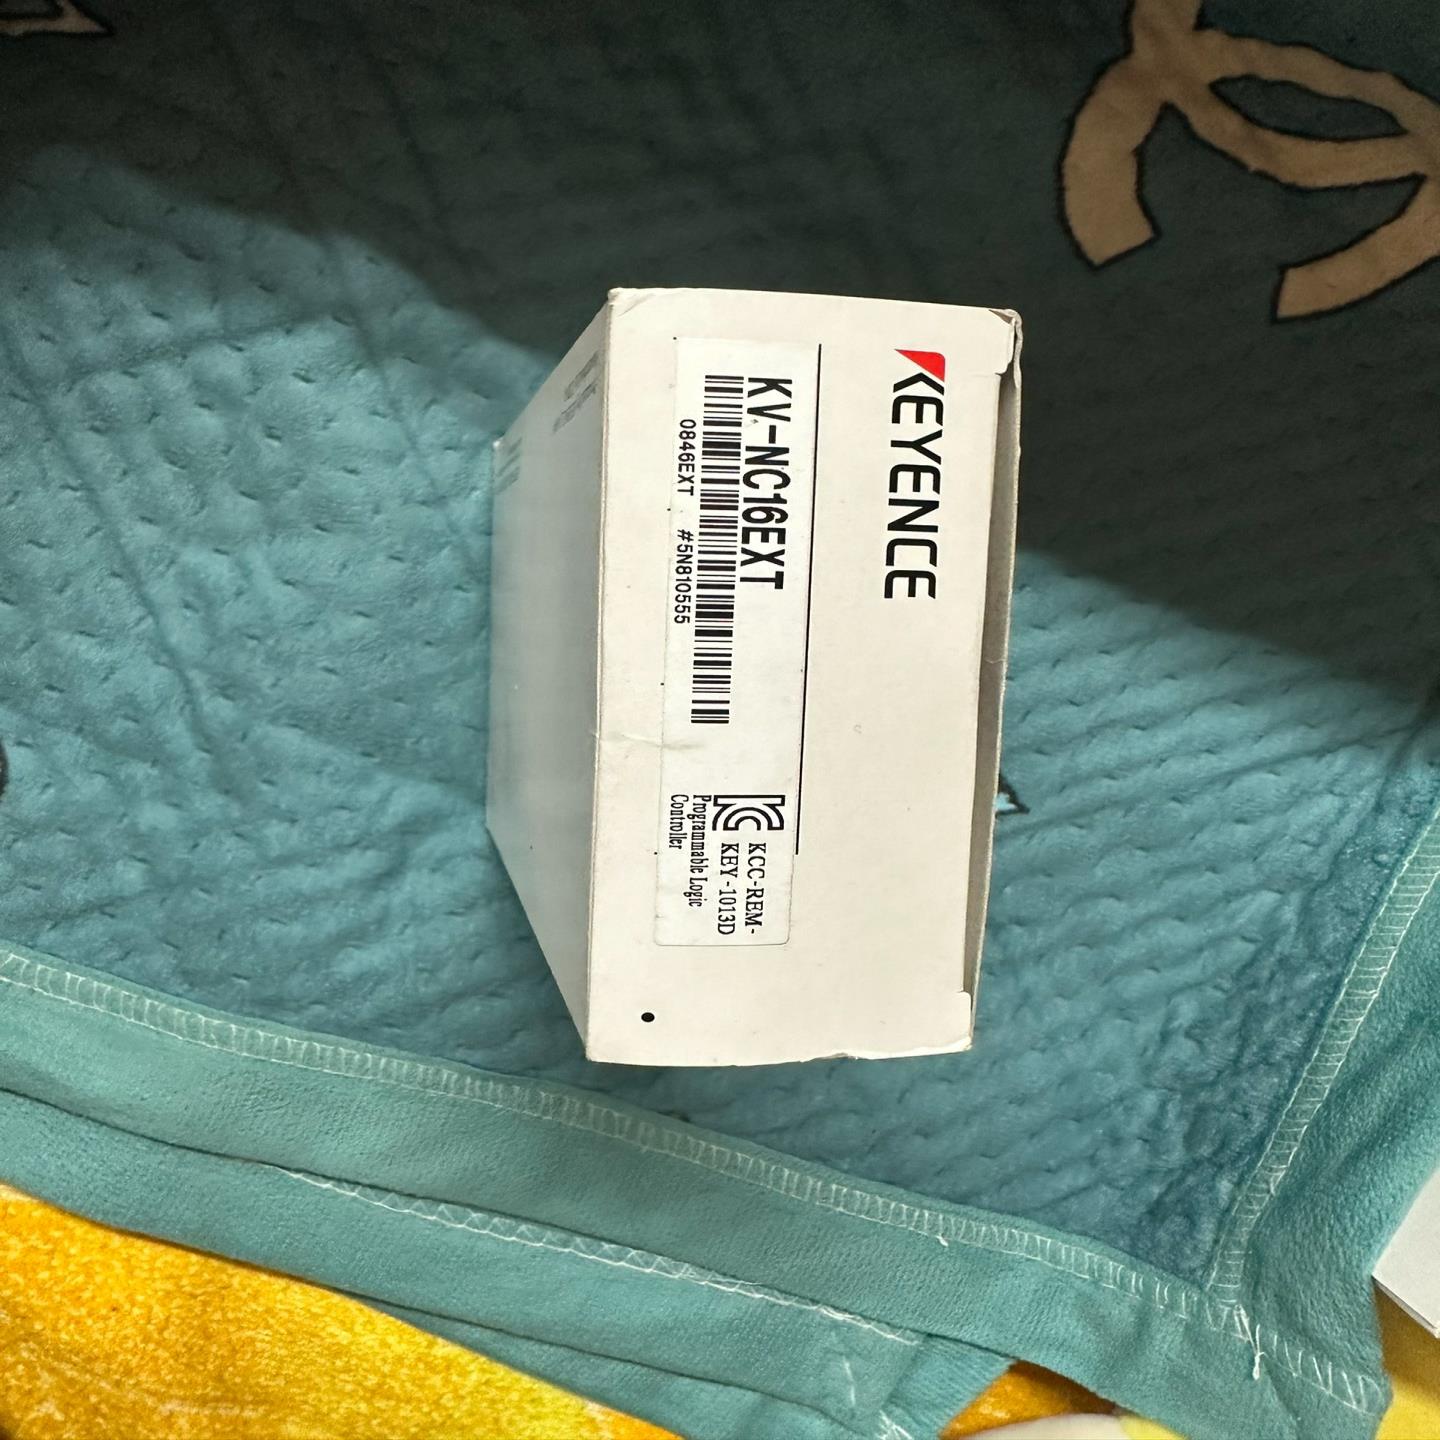 KEYENCE
KV-NC16EXT
0846EXT #5N810555
KCC-REM-
KEY-1013D
Programmable Logic
Controller